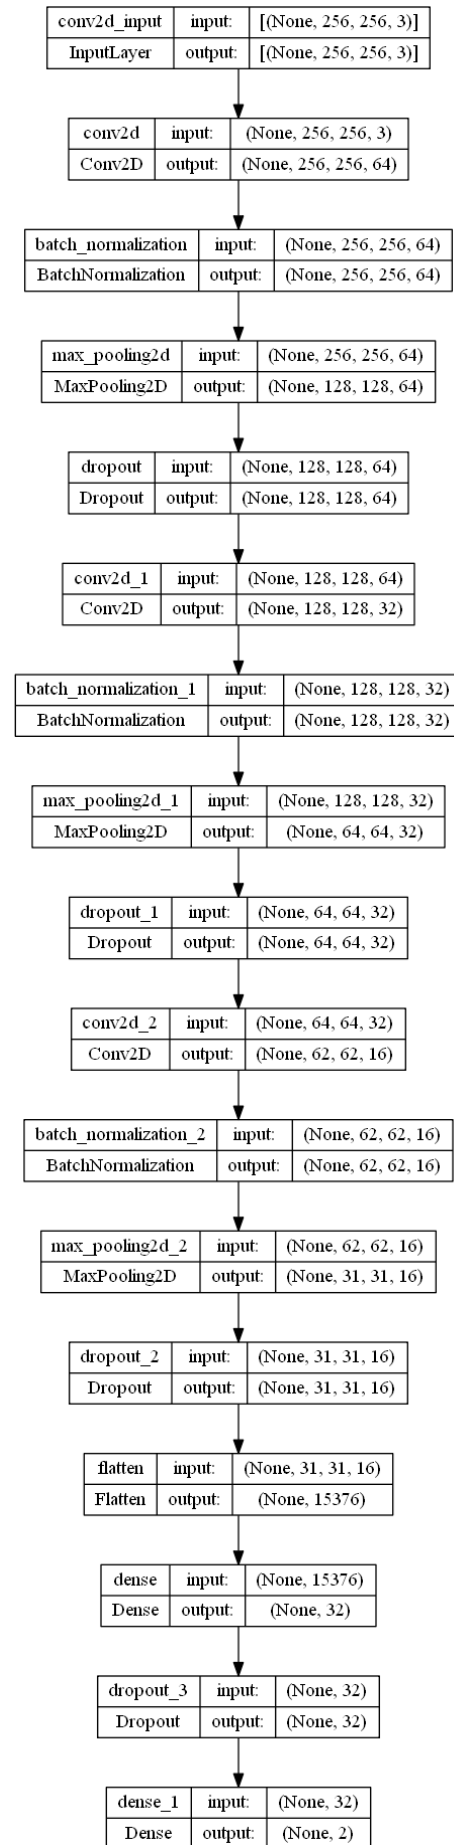 conv2d_input input: [(None, 256, 256, 3)]
InputLayer output: [(None, 256, 256, 3)]
conv2d input: (None, 256, 256, 3)
Conv2D output: (None, 256, 256, 64)
batch_normalization input: (None, 256, 256, 64)
BatchNormalization output: (None, 256, 256, 64)
max_pooling2d input: (None, 256, 256, 64)
MaxPooling2D output: (None, 128, 128, 64)
dropout input: (None, 128, 128, 64)
Dropout output: (None, 128, 128, 64)
conv2d_1 input: (None, 128, 128, 64)
Conv2D output: (None, 128, 128, 32)
batch_normalization_1 input: (None, 128, 128, 32)
BatchNormalization output: (None, 128, 128, 32)
max_pooling2d_1 input: (None, 128, 128, 32)
MaxPooling2D output: (None, 64, 64, 32)
dropout_1 input: (None, 64, 64, 32)
Dropout output: (None, 64, 64, 32)
conv2d_2 input: (None, 64, 64, 32)
Conv2D output: (None, 62, 62, 16)
batch_normalization_2 input: (None, 62, 62, 16)
BatchNormalization output: (None, 62, 62, 16)
max_pooling2d_2 input: (None, 62, 62, 16)
MaxPooling2D output: (None, 31, 31, 16)
dropout_2 input: (None, 31, 31, 16)
Dropout output: (None, 31, 31, 16)
flatten input: (None, 31, 31, 16)
Flatten output: (None, 15376)
dense input: (None, 15376)
Dense output: (None, 32)
dropout_3 input: (None, 32)
Dropout output: (None, 32)
dense_1 input: (None, 32)
Dense output: (None, 2)